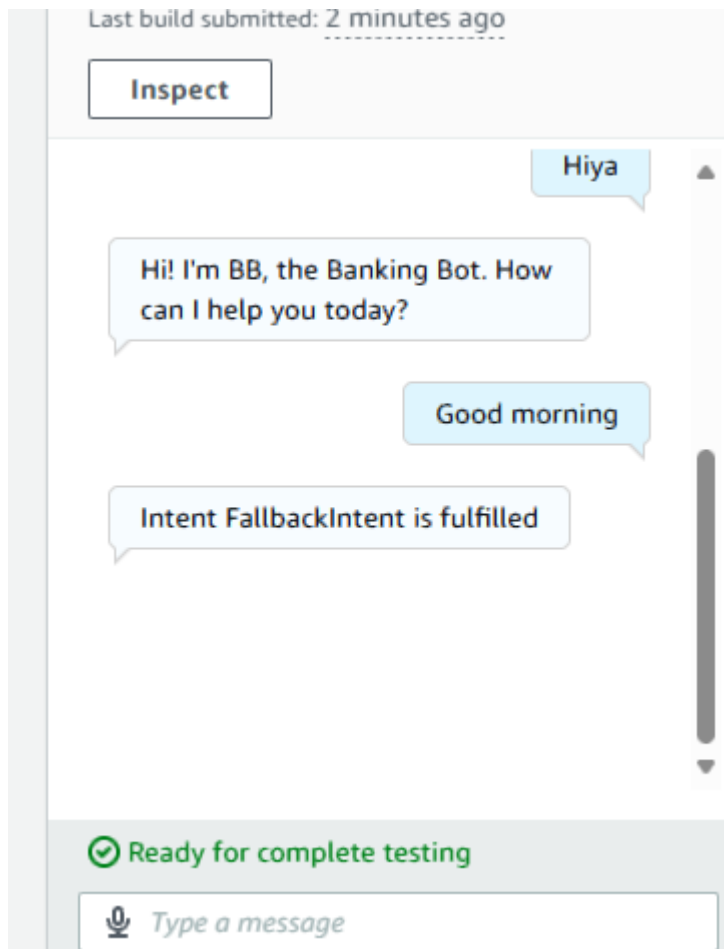 Last build submitted: 2 minutes ago
Inspect
Hiya
Hi! I'm BB, the Banking Bot. How
can I help you today?
Good morning
Intent FallbackIntent is fulfilled
Ready for complete testing
Type a message